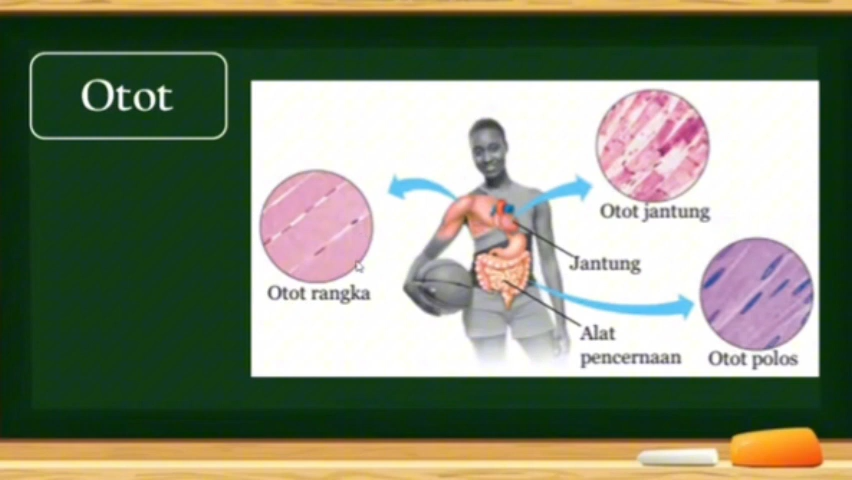 Otot
Otot jantung
Jantung
Otot rangka
Alat
pencernaan
Otot polos